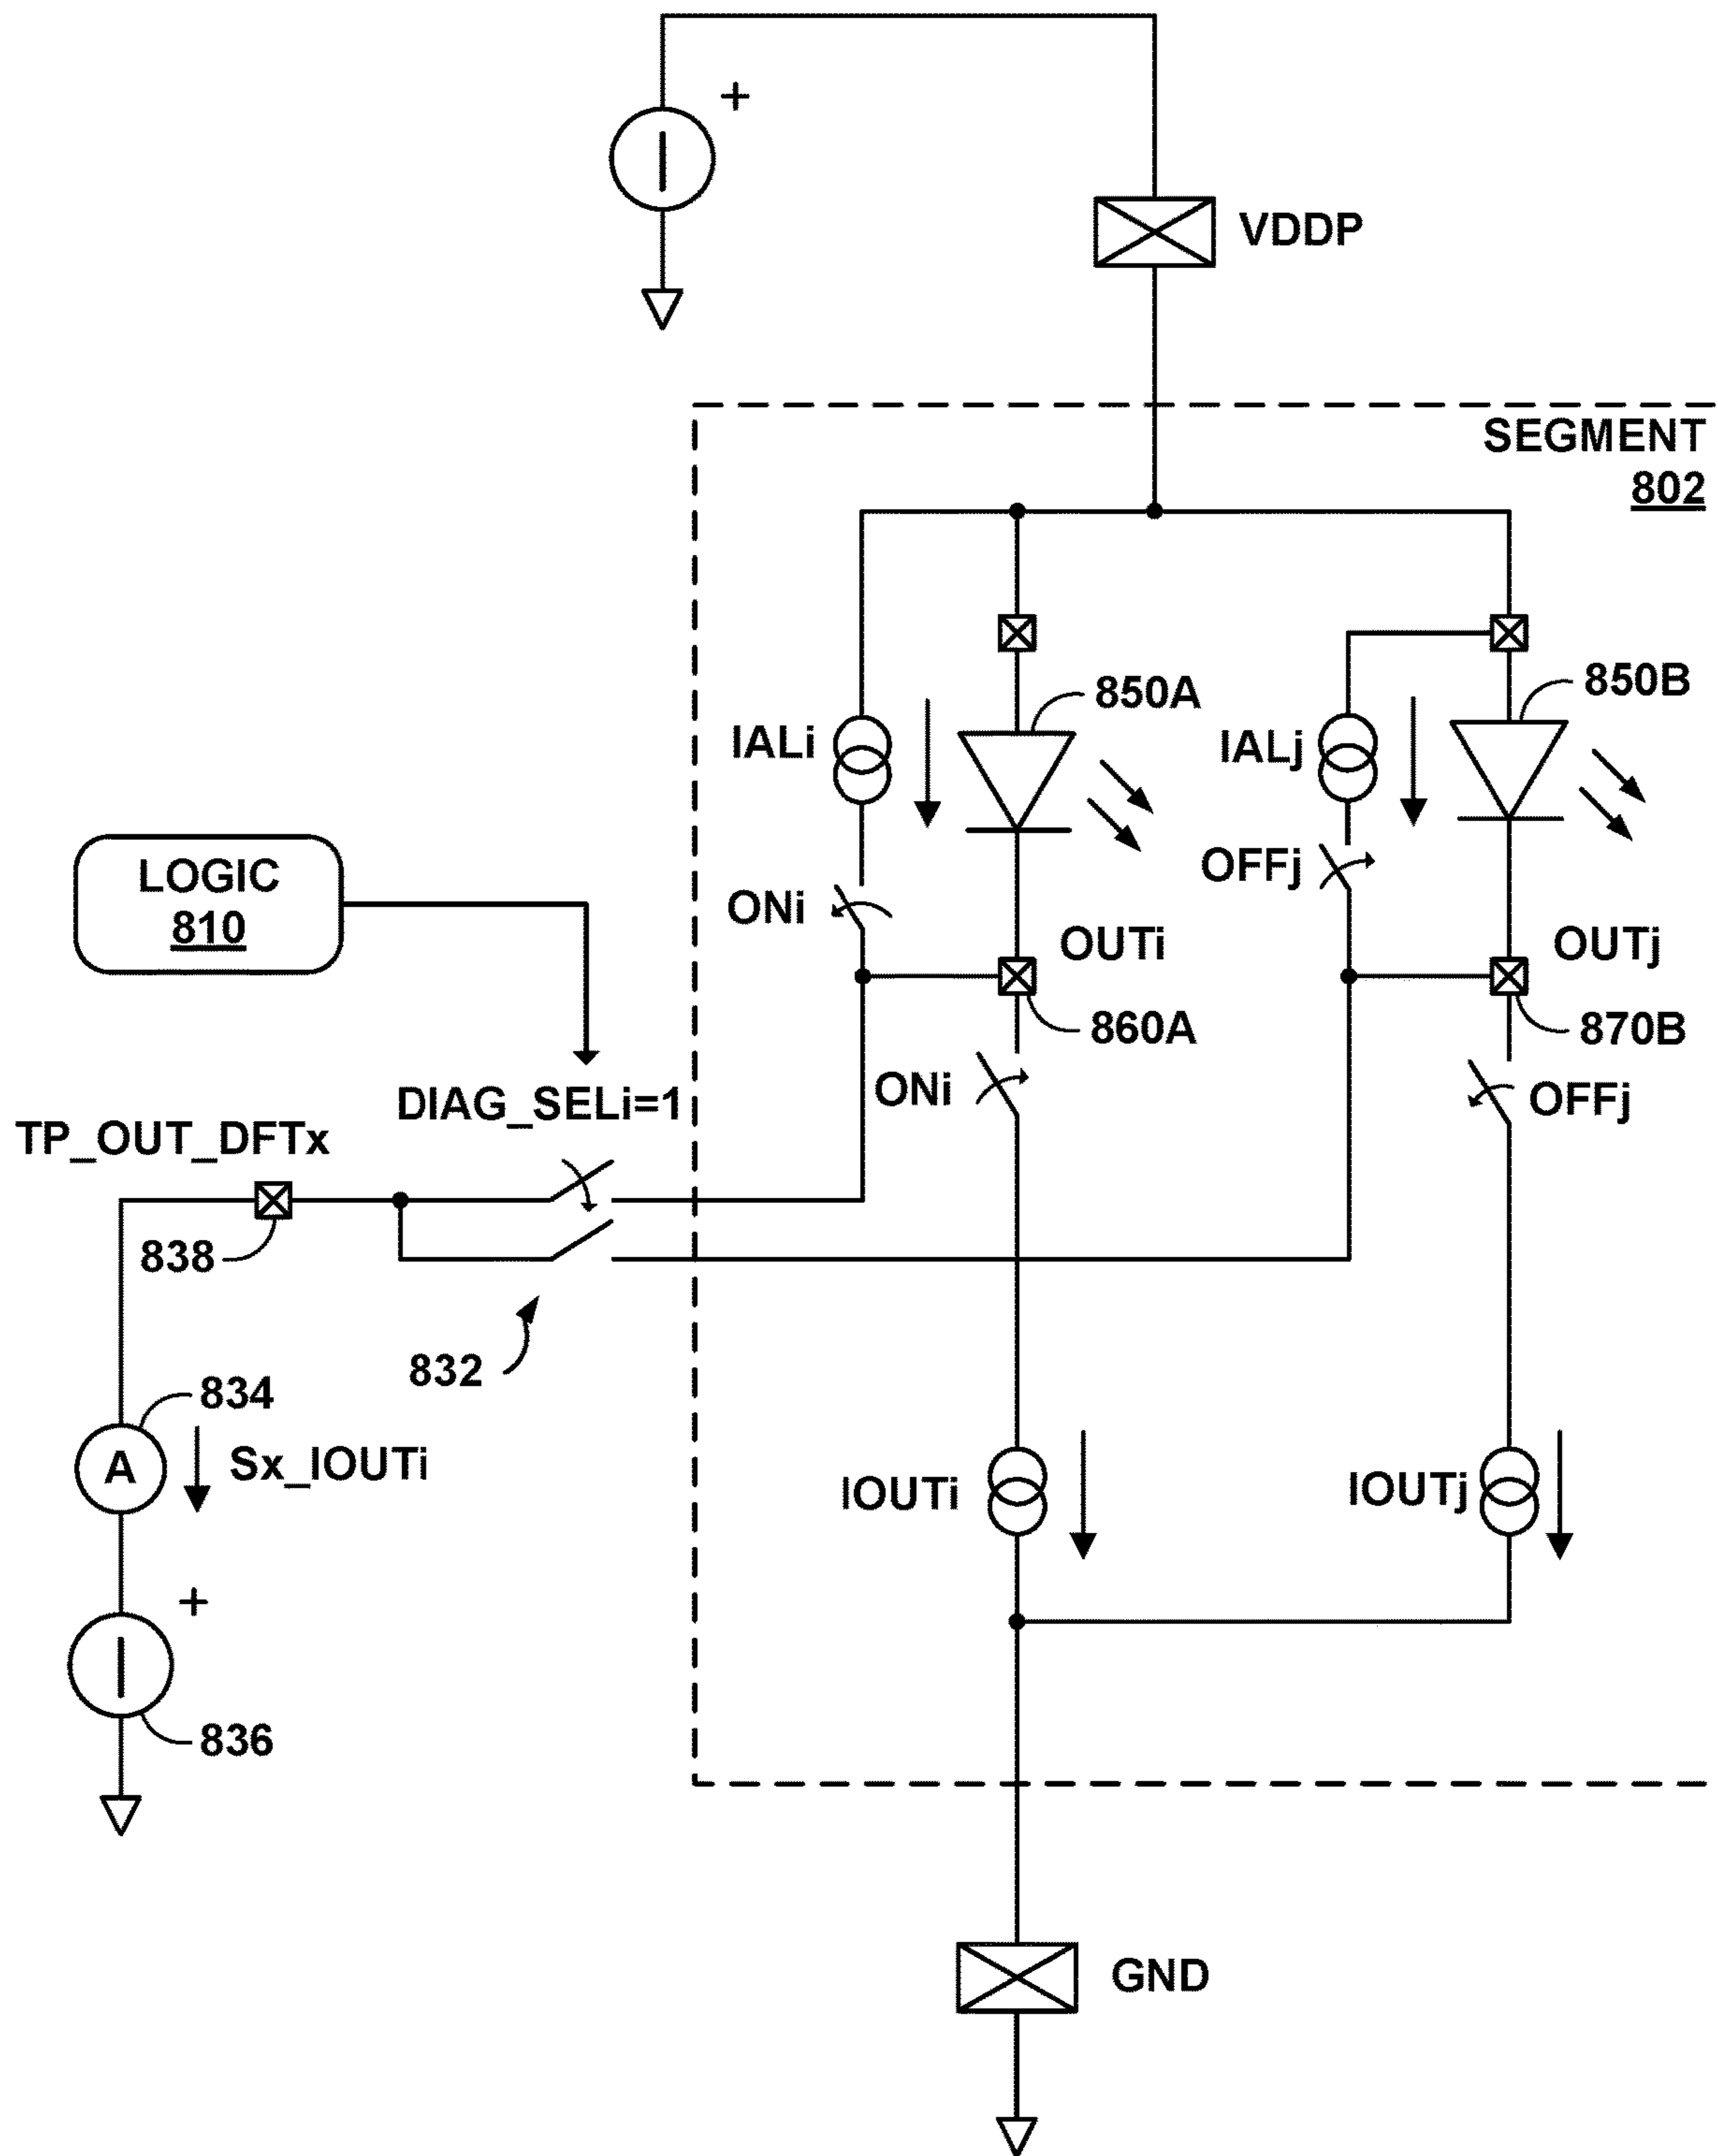 +
VDDP
SEGMENT
802
850A
850B
IALi
IALj
OFFj
LOGIC
810
ONi
OUTi
OUTj
860A
870B
ONi
OFFj
DIAG_SELi=1
TP_OUT_DFTx
838
832
834
A
Sx_IOUTi
IOUTi
IOUTj
+
836
GND